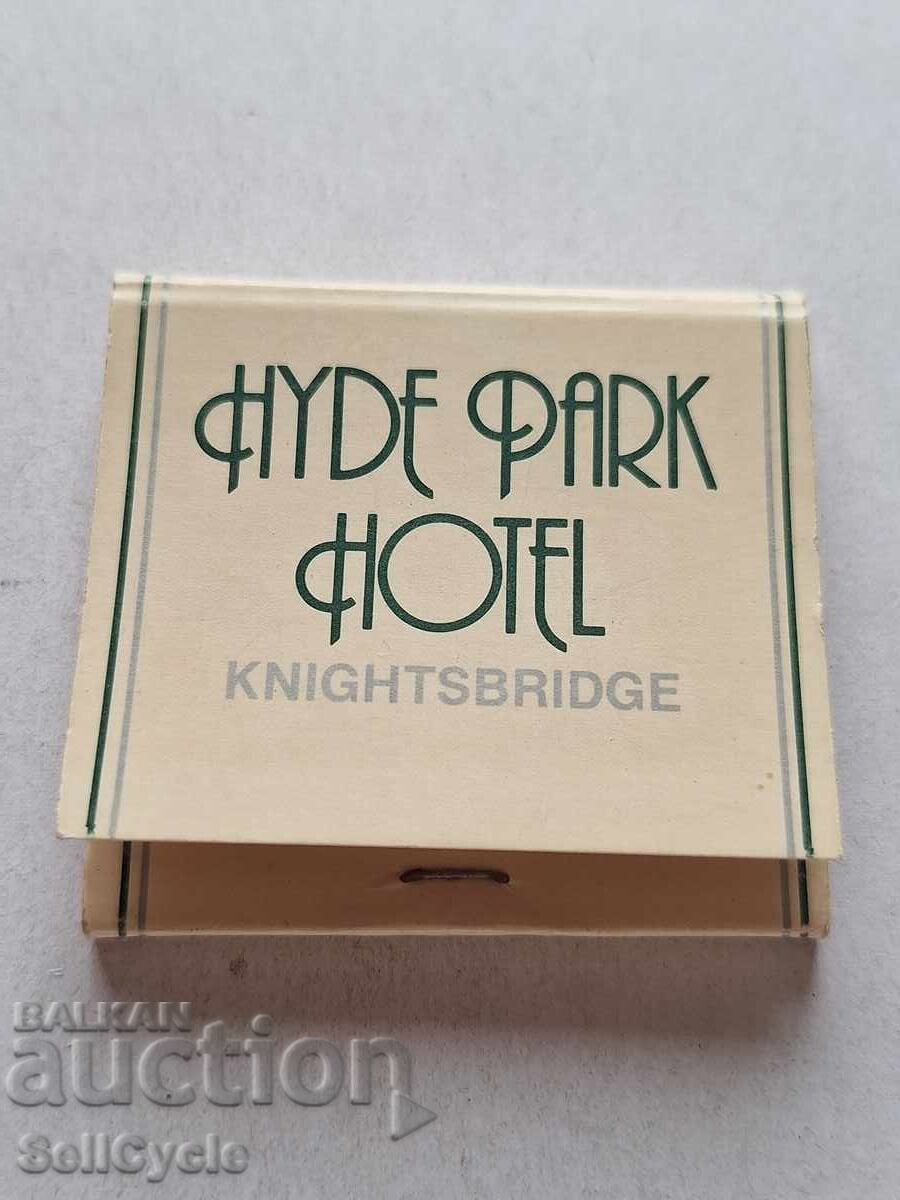 HYDE PARK
HOTEL
KNIGHTSBRIDGE
BALKAN
auction
SellCycle